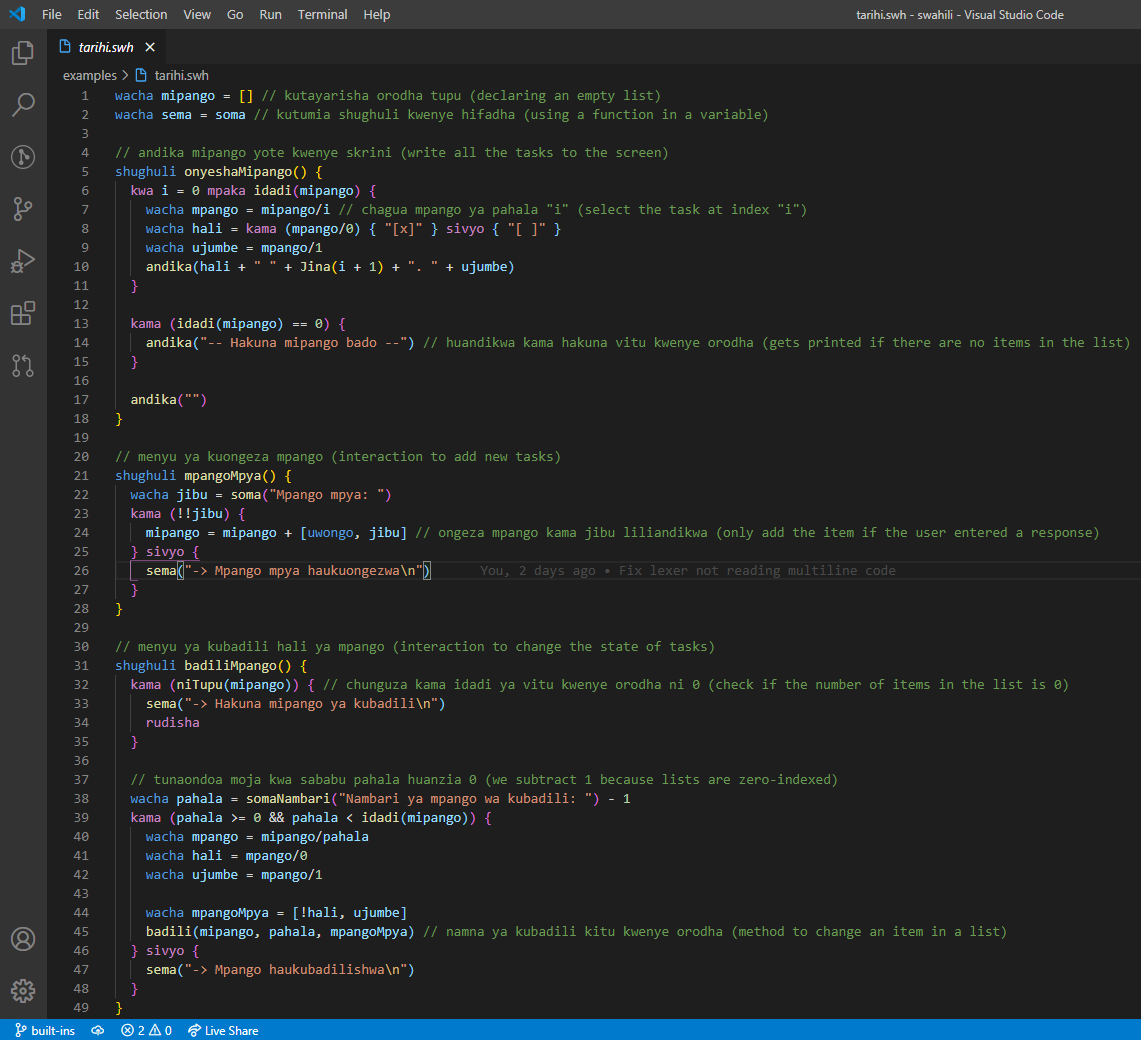 File Edit Selection View Go Run Terminal Help tarihi.swh - swahili - Visual Studio Code
tarihi.swh
examples > tarihi.swh
1 wacha mipango = [] // kutayarisha orodha tupu (declaring an empty list)
2 wacha sema = soma // kutumia shughuli kwenye hifadha (using a function in a variable)
3
4 // andika mipango yote kwenye skrini (write all the tasks to the screen)
5 shughuli onyeshaMipango() {
6 kwa i = 0 mpaka idadi(mipango) {
7 wacha mpango = mipango/i // chagua mpango ya pahala "i" (select the task at index "i")
8 wacha hali = kama (mpango/0) { "[x]" } sivyo { "[ ]" }
9 wacha ujumbe = mpango/1
10 andika(hali + " " + Jina(i + 1) + ". " + ujumbe)
11 }
12
13 kama (idadi(mipango) == 0) {
14 andika("-- Hakuna mipango bado --") // huandikwa kama hakuna vitu kwenye orodha (gets printed if there are no items in the list)
15 }
16
17 andika("")
18 }
19
20 // menyu ya kuongeza mpango (interaction to add new tasks)
21 shughuli mpangoMpya() {
22 wacha jibu = soma("Mpango mpya: ")
23 kama (!!jibu) {
24 mipango = mipango + [uwongo, jibu] // ongeza mpango kama jibu liliandikwa (only add the item if the user entered a response)
25 } sivyo {
26 sema("-> Mpango mpya haukuongezwa\n") You, 2 days ago • Fix lexer not reading multiline code
27 }
28 }
29
30 // menyu ya kubadili hali ya mpango (interaction to change the state of tasks)
31 shughuli badiliMpango() {
32 kama (niTupu(mipango)) { // chunguza kama idadi ya vitu kwenye orodha ni 0 (check if the number of items in the list is 0)
33 sema("-> Hakuna mipango ya kubadili\n")
34 rudisha
35 }
36
37 // tunaondoa moja kwa sababu pahala huanzia 0 (we subtract 1 because lists are zero-indexed)
38 wacha pahala = somaNambari("Nambari ya mpango wa kubadili: ") - 1
39 kama (pahala >= 0 && pahala < idadi(mipango)) {
40 wacha mpango = mipango/pahala
41 wacha hali = mpango/0
42 wacha ujumbe = mpango/1
43
44 wacha mpangoMpya = [!hali, ujumbe]
45 badili(mipango, pahala, mpangoMpya) // namna ya kubadili kitu kwenye orodha (method to change an item in a list)
46 } sivyo {
47 sema("-> Mpango haukubadilishwa\n")
48 }
49 }
built-ins 2 0 Live Share